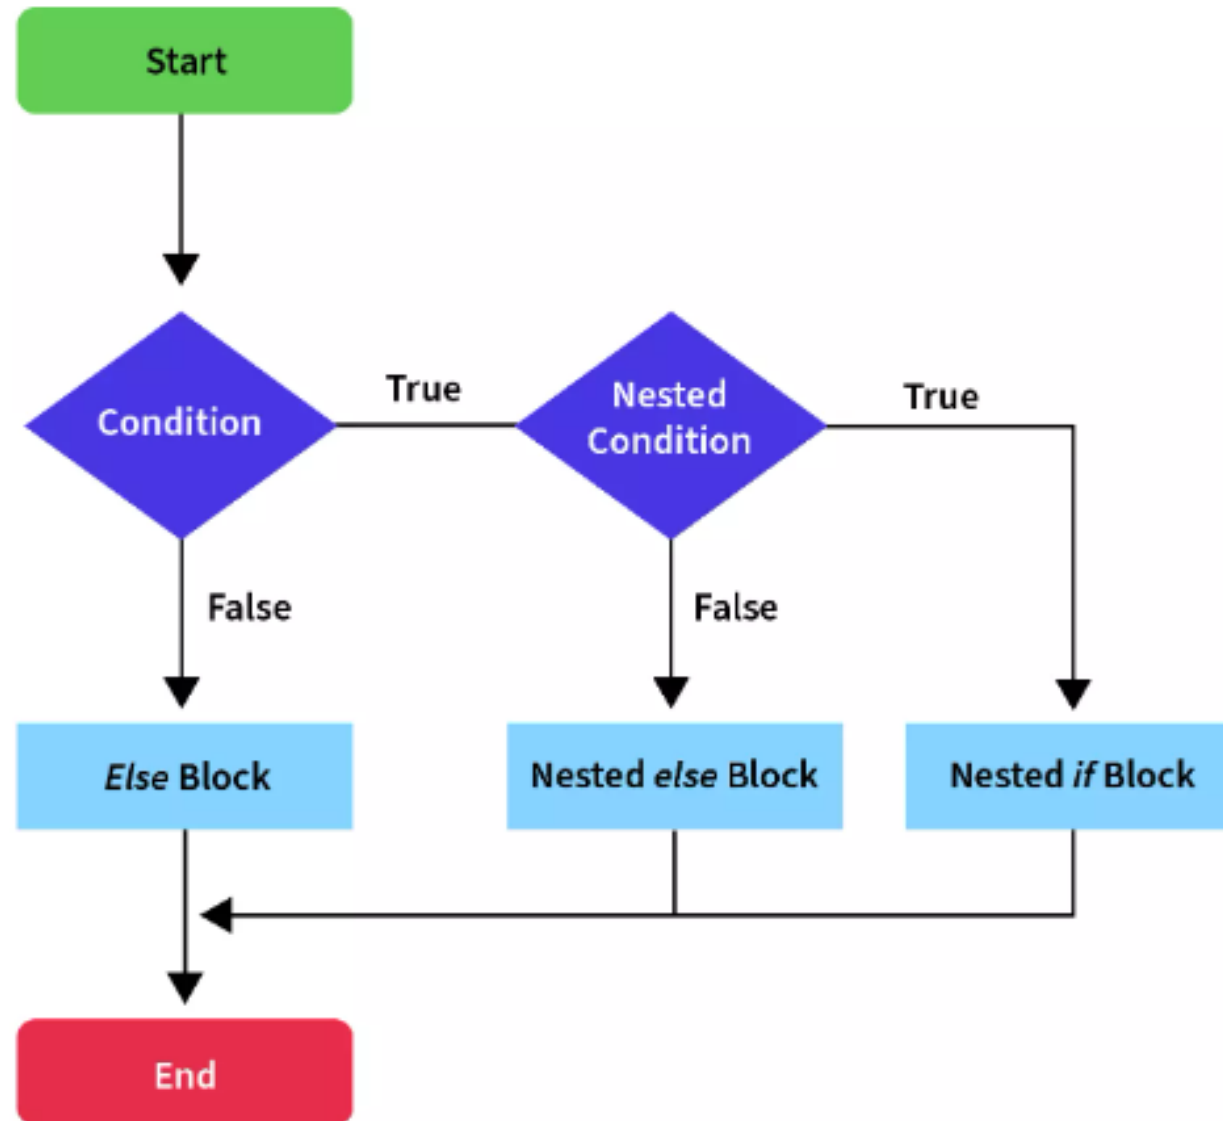 Start
True
True
Condition
Nested
Condition
False
False
Else Block
Nested else Block
Nested if Block
End